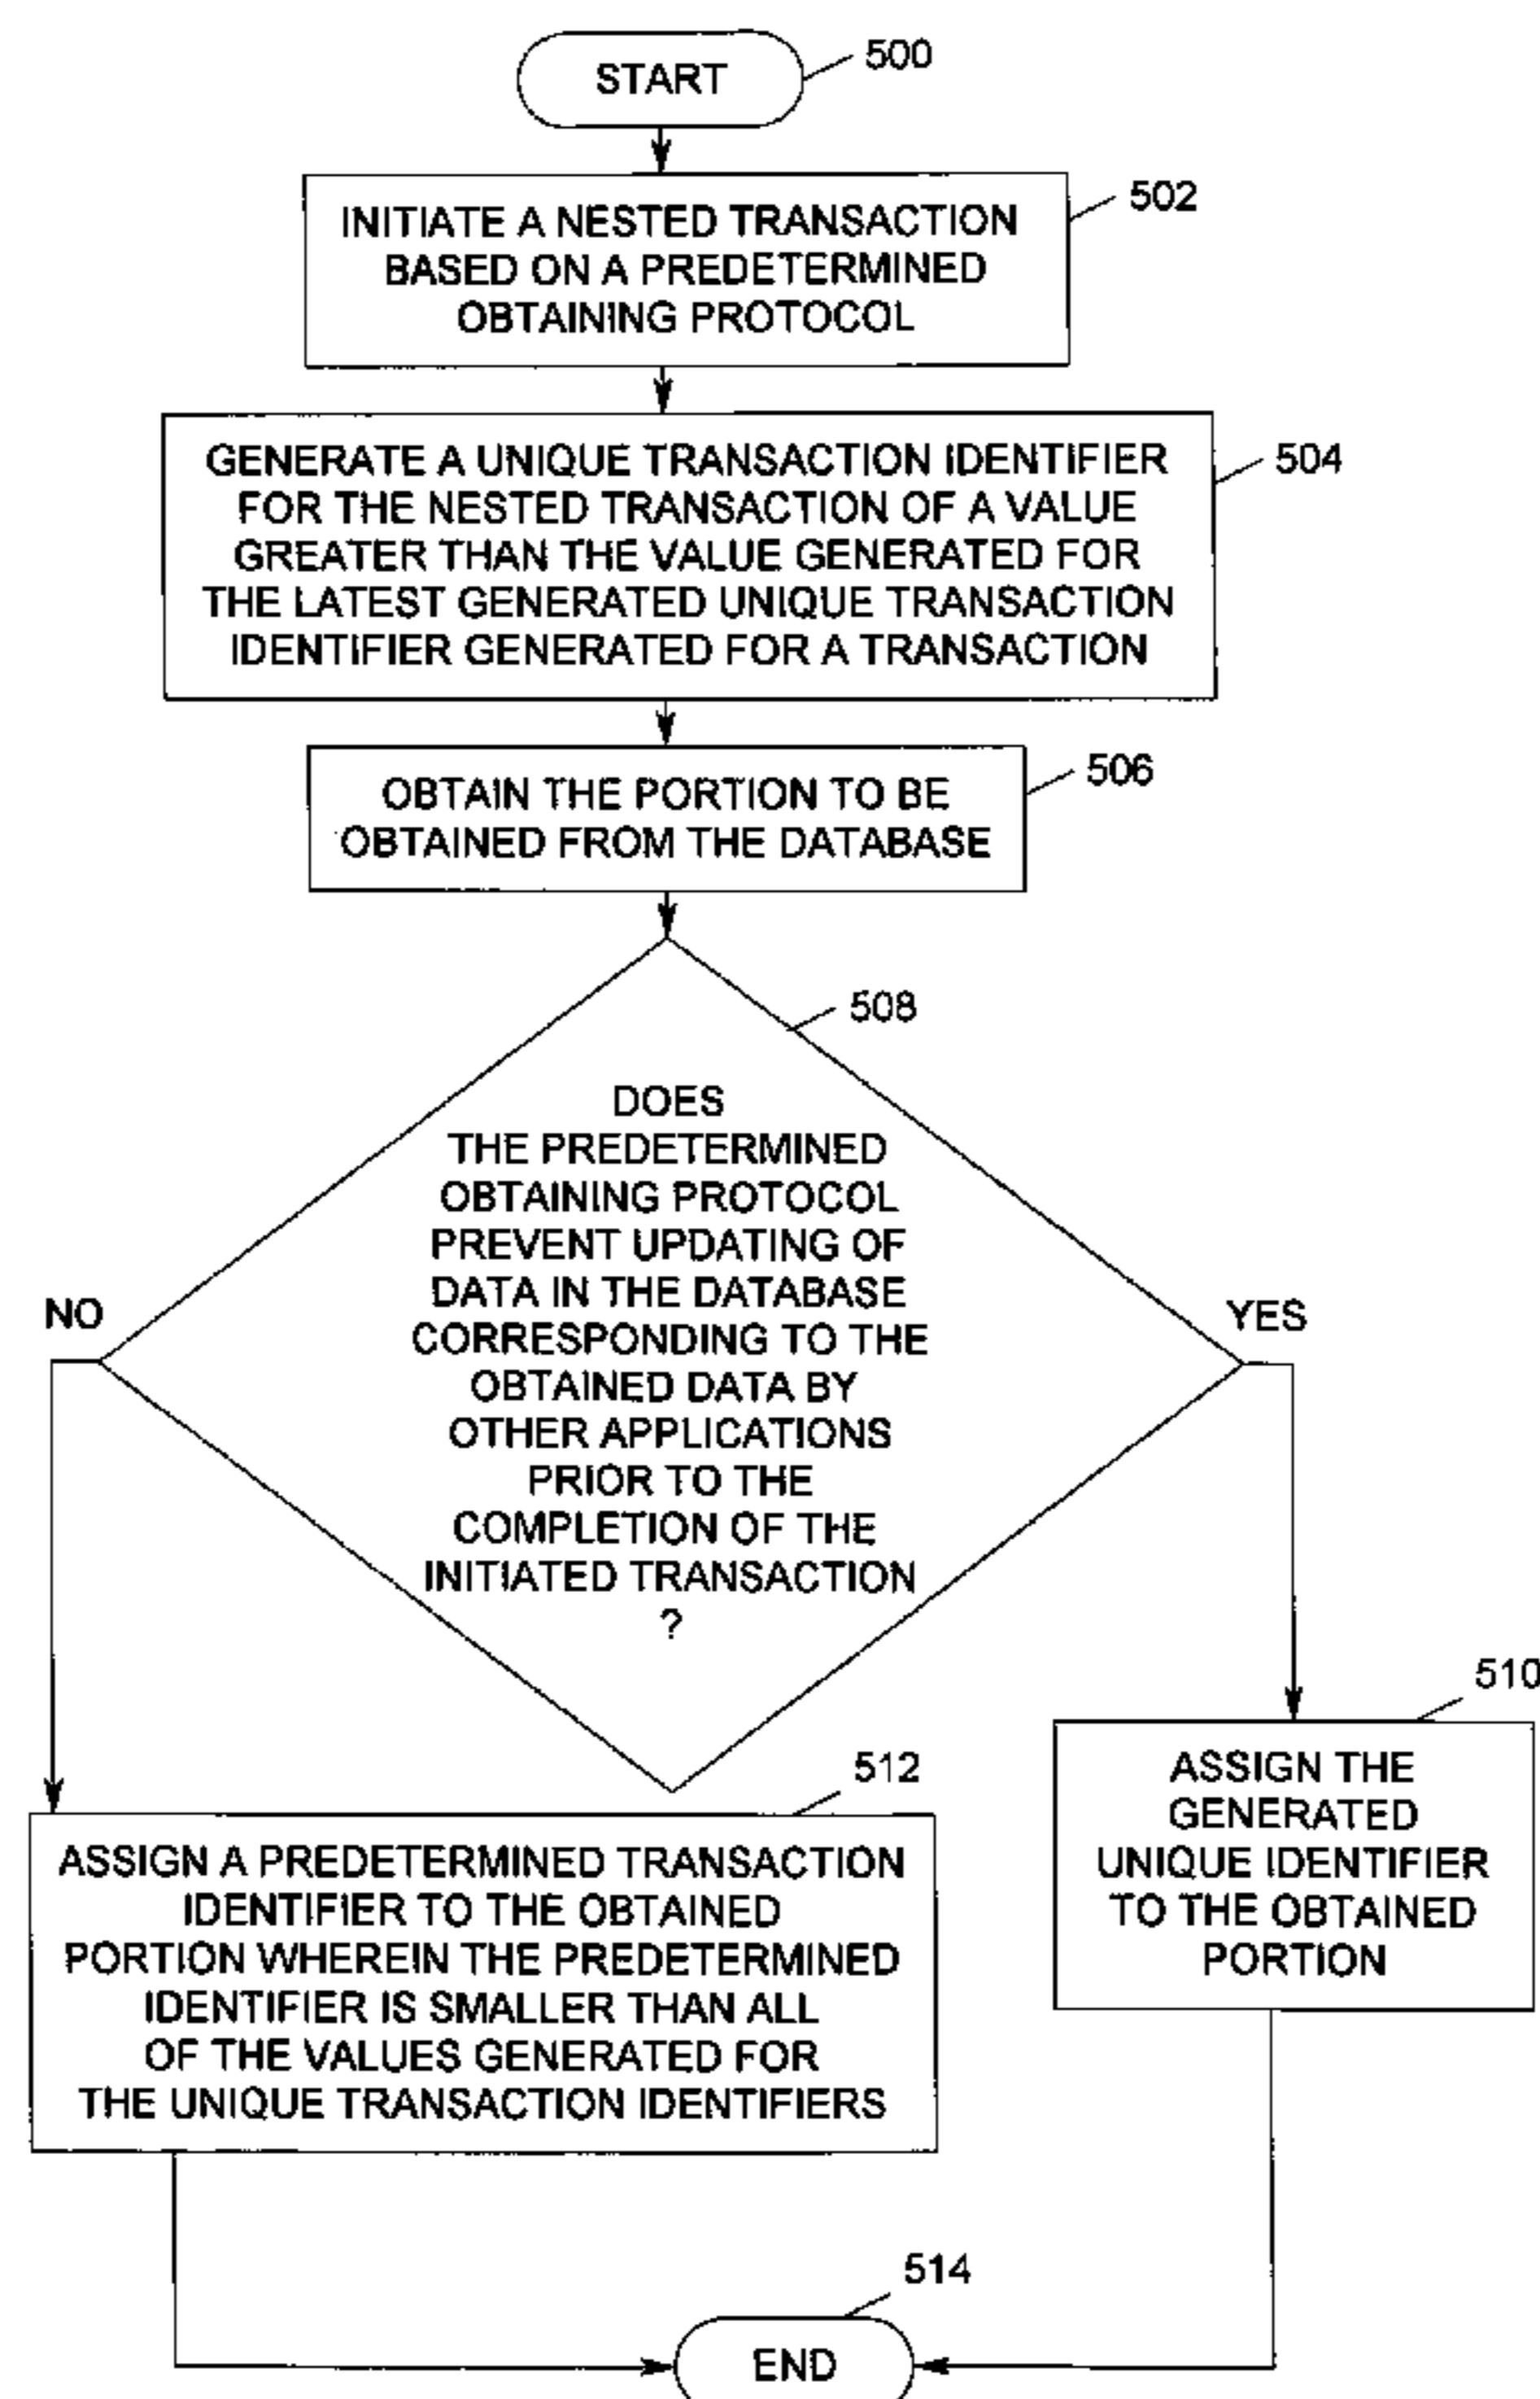 START
500
INITIATE A NESTED TRANSACTION
BASED ON A PREDETERMINED
OBTAINING PROTOCOL
502
GENERATE A UNIQUE TRANSACTION IDENTIFIER
FOR THE NESTED TRANSACTION OF A VALUE
GREATER THAN THE VALUE GENERATED FOR
THE LATEST GENERATED UNIQUE TRANSACTION
IDENTIFIER GENERATED FOR A TRANSACTION
504
OBTAIN THE PORTION TO BE
OBTAINED FROM THE DATABASE
506
508
DOES
THE PREDETERMINED
OBTAINING PROTOCOL
PREVENT UPDATING OF
DATA IN THE DATABASE
CORRESPONDING TO THE
OBTAINED DATA BY
OTHER APPLICATIONS
PRIOR TO THE
COMPLETION OF THE
INITIATED TRANSACTION
?
NO
YES
510
ASSIGN THE
GENERATED
UNIQUE IDENTIFIER
TO THE OBTAINED
PORTION
512
ASSIGN A PREDETERMINED TRANSACTION
IDENTIFIER TO THE OBTAINED
PORTION WHEREIN THE PREDETERMINED
IDENTIFIER IS SMALLER THAN ALL
OF THE VALUES GENERATED FOR
THE UNIQUE TRANSACTION IDENTIFIERS
514
END